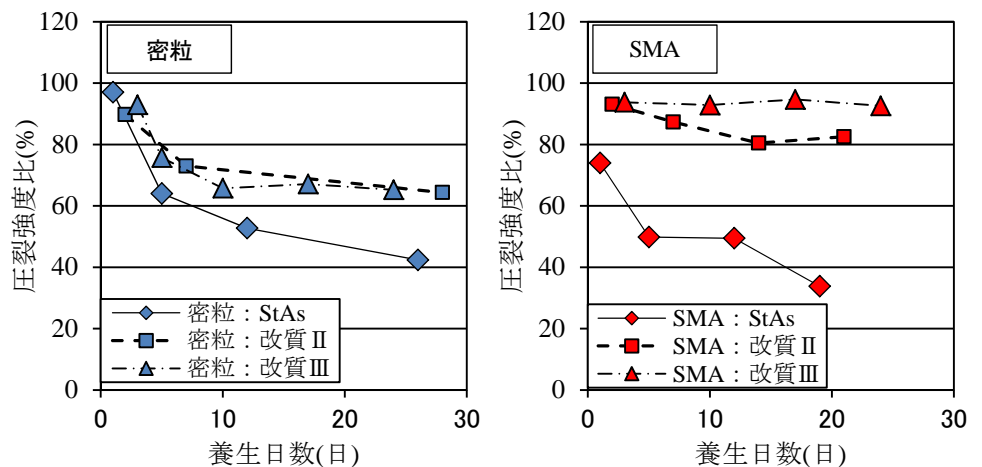 密粒
圧裂強度比(%)
120
100
80
60
40
20
0
密粒：StAs
密粒：改質Ⅱ
密粒：改質Ⅲ
0 10 20 30
養生日数(日)
SMA
圧裂強度比(%)
120
100
80
60
40
20
0
SMA：StAs
SMA：改質Ⅱ
SMA：改質Ⅲ
0 10 20 30
養生日数(日)